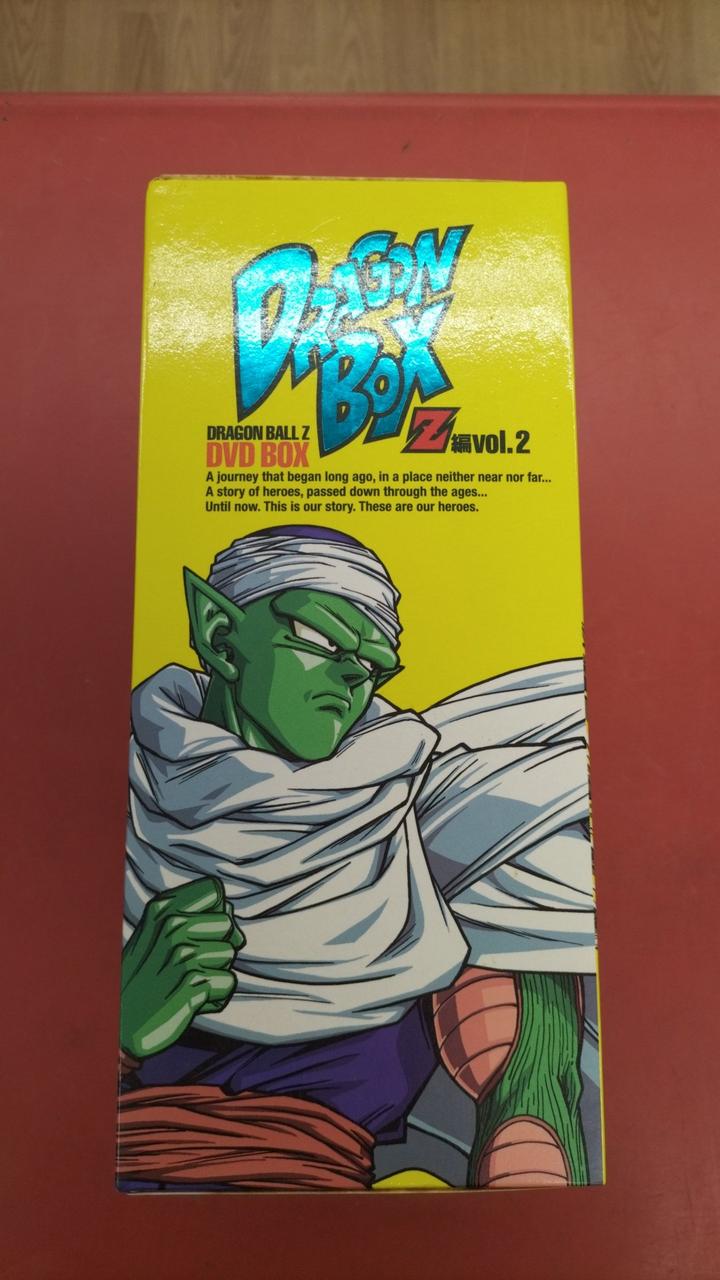 DRAGON
BOX
Z編vol.2
DRAGON BALL Z
DVD BOX
A journey that began long ago, in a place neither near nor far...
A story of heroes, passed down through the ages...
Until now. This is our story. These are our heroes.